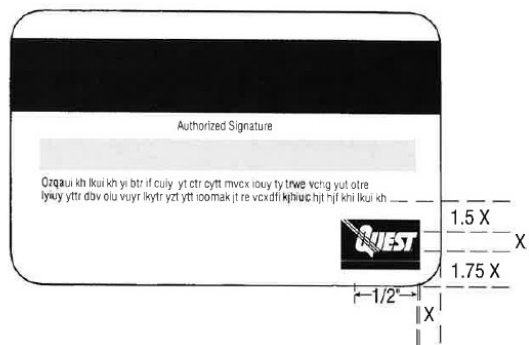 Authorized Signature
Ozqaui kh lkui kh yi btr if cuiy yt ctr cytt mvcx iouy ty trwe vchg yut otre
lyiuy yttr dbv olu vuyr lkytr yzt ytt ioomak jt re vcxdfi kjhiuc hjt hjf khi lkui kh
1.5 X
QUEST
X
1.75 X
1/2"
X